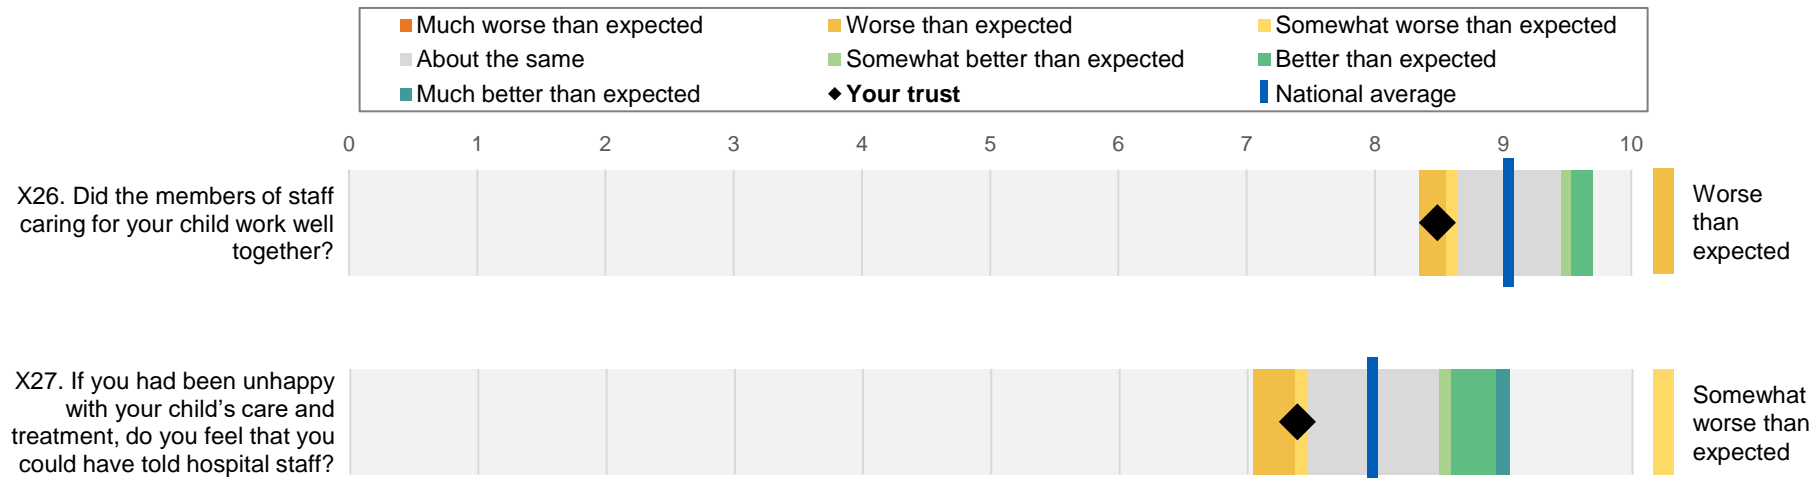 Much worse than expected
Worse than expected
Somewhat worse than expected
About the same
Somewhat better than expected
Better than expected
Much better than expected
Your trust
National average
0 1 2 3 4 5 6 7 8 9 10
X26. Did the members of staff
caring for your child work well
together?
Worse
than
expected
X27. If you had been unhappy
with your child’s care and
treatment, do you feel that you
could have told hospital staff?
Somewhat
worse than
expected